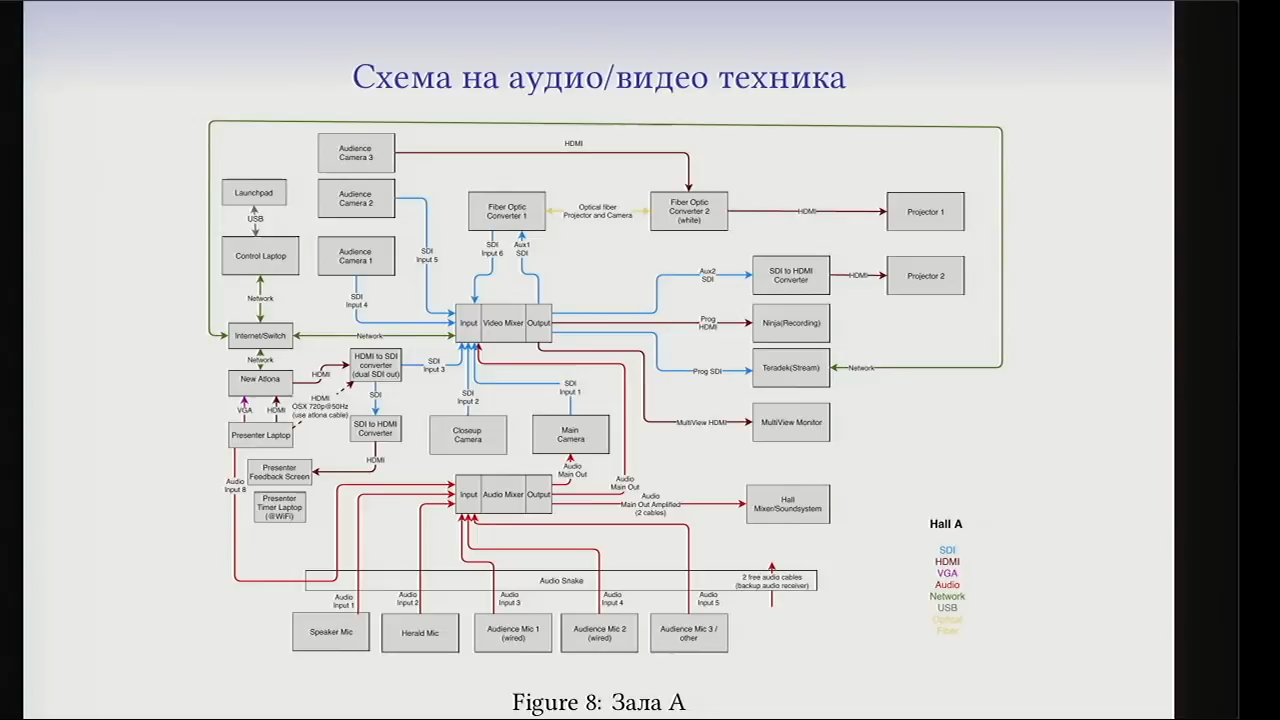 Схема на аудио/видео техника
HDMI
Audience
Camera 3
Launchpad
Audience
Camera 2
USB
Fiber Optic
Converter 1
Optical fiber
Projector and Camera
Fiber Optic
Converter 2
(white)
HDMI
Projector 1
Control Laptop
Audience
Camera 1
SDI
Input 5
SDI
Input 6
Aux1
SDI
Aux2
SDI
SDI to HDMI
Converter
HDMI
Projector 2
Network
SDI
Input 4
Internet/Switch
Network
Input
Video Mixer
Output
Prog
HDMI
Ninja(Recording)
Network
HDMI to SDI
converter
(dual SDI out)
SDI
Input 3
Prog SDI
Teradek(Stream)
Network
New Atlona
HDMI
HDMI
OSX 720p@50Hz
(use atlona cable)
SDI
SDI
Input 2
SDI
Input 1
VGA
HDMI
Presenter Laptop
SDI to HDMI
Converter
Closeup
Camera
Main
Camera
MultiView HDMI
MultiView Monitor
HDMI
Presenter
Feedback Screen
Audio
Input 8
Presenter
Timer Laptop
(@WiFi)
Audio
Main Out
Audio
Main Out
Input
Audio Mixer
Output
Audio
Main Out Amplified
(2 cables)
Hall
Mixer/Soundsystem
Audio Snake
2 free audio cables
(backup audio receiver)
Audio
Input 1
Audio
Input 2
Audio
Input 3
Audio
Input 4
Audio
Input 5
Speaker Mic
Herald Mic
Audience Mic 1
(wired)
Audience Mic 2
(wired)
Audience Mic 3 /
other
Hall A
SDI
HDMI
VGA
Audio
Network
USB
Optical
Fiber
Figure 8: Зала A